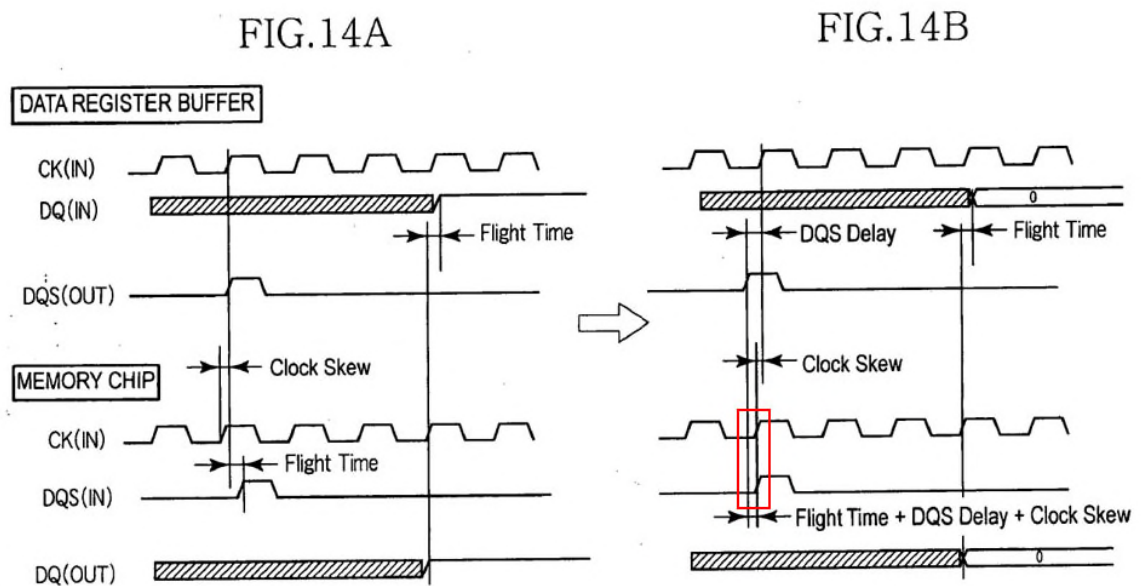 FIG.14A
DATA REGISTER BUFFER
CK(IN)
DQ(IN)
Flight Time
DQS(OUT)
Clock Skew
MEMORY CHIP
CK(IN)
Flight Time
DQS(IN)
DQ(OUT)
FIG.14B
0
DQS Delay
Flight Time
Clock Skew
Flight Time + DQS Delay + Clock Skew
0